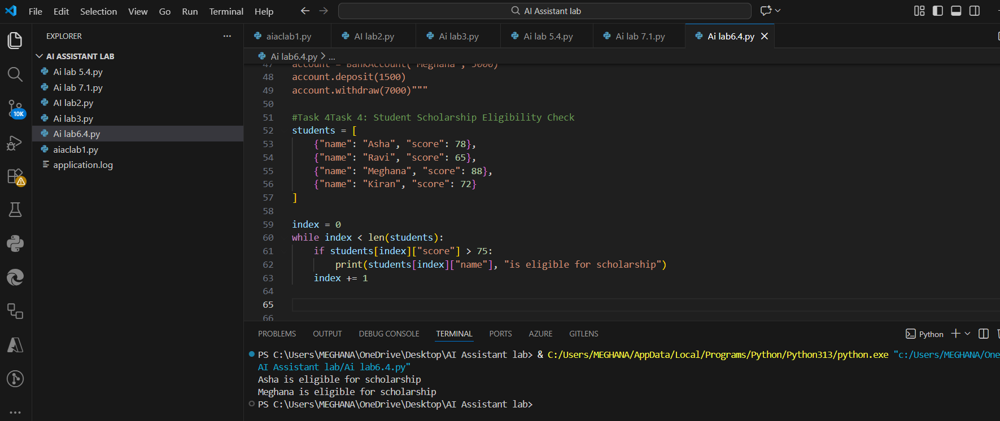 File Edit Selection View Go Run Terminal Help
AI Assistant lab
EXPLORER
AI ASSISTANT LAB
Ai lab 5.4.py
Ai lab 7.1.py
AI lab2.py
Ai lab3.py
Ai lab6.4.py
aiaclab1.py
application.log
10K
aiaclab1.py AI lab2.py Ai lab3.py Ai lab 5.4.py Ai lab 7.1.py Ai lab6.4.py
Ai lab6.4.py > ...
47 account = BankAccount("Meghana", 5000)
48 account.deposit(1500)
49 account.withdraw(7000)"""
50
51 #Task 4Task 4: Student Scholarship Eligibility Check
52 students = [
53 {"name": "Asha", "score": 78},
54 {"name": "Ravi", "score": 65},
55 {"name": "Meghana", "score": 88},
56 {"name": "Kiran", "score": 72}
57 ]
58
59 index = 0
60 while index < len(students):
61 if students[index]["score"] > 75:
62 print(students[index]["name"], "is eligible for scholarship")
63 index += 1
64
65
66
PROBLEMS OUTPUT DEBUG CONSOLE TERMINAL PORTS AZURE GITLENS
Python
PS C:\Users\MEGHANA\OneDrive\Desktop\AI Assistant lab> & C:/Users/MEGHANA/AppData/Local/Programs/Python/Python313/python.exe "c:/Users/MEGHANA/One
AI Assistant lab/Ai lab6.4.py"
Asha is eligible for scholarship
Meghana is eligible for scholarship
PS C:\Users\MEGHANA\OneDrive\Desktop\AI Assistant lab>